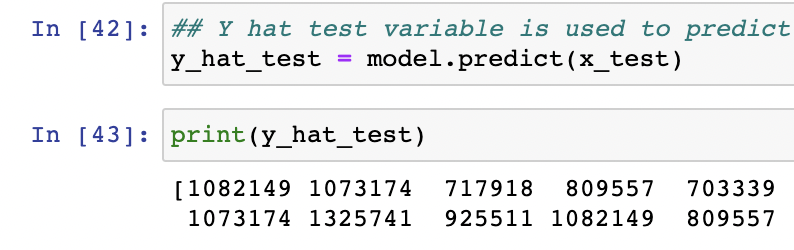 In [42]: ## Y hat test variable is used to predict
y_hat_test = model.predict(x_test)
In [43]: print(y_hat_test)
[1082149 1073174 717918 809557 703339
1073174 1325741 925511 1082149 809557